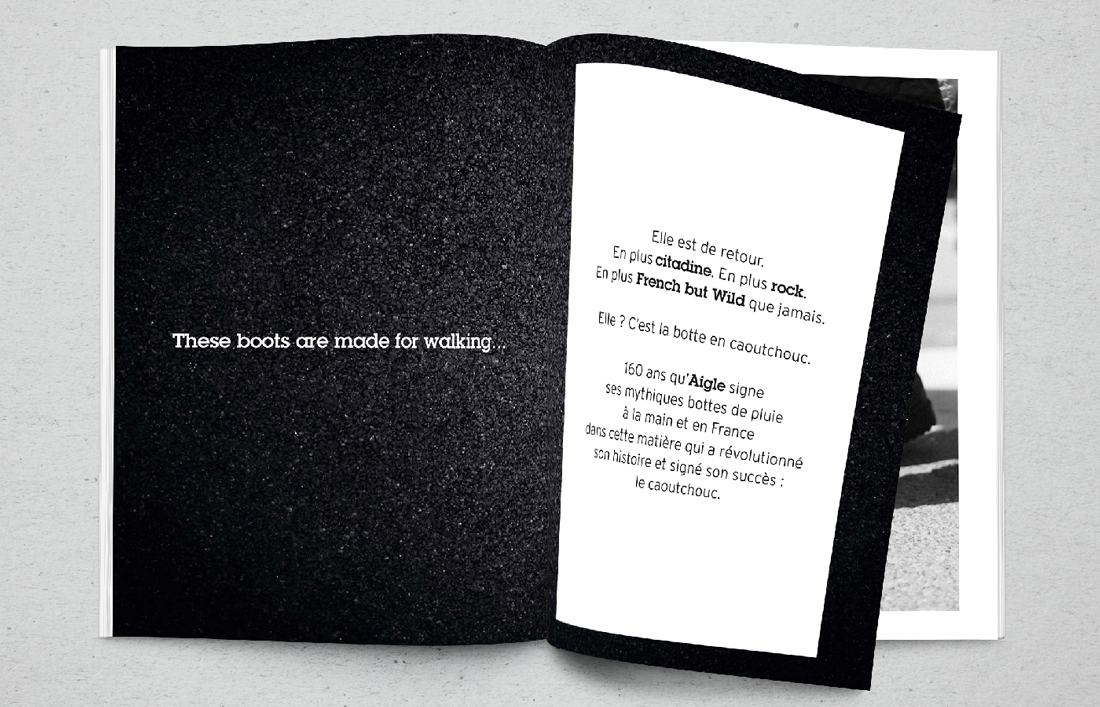 These boots are made for walking...
Elle est de retour.
En plus citadine. En plus rock.
En plus French but Wild que jamais.
Elle ? C'est la botte en caoutchouc.
160 ans qu'Aigle signe
ses mythiques bottes de pluie
à la main et en France
dans cette matière qui a révolutionné
son histoire et signé son succès :
le caoutchouc.